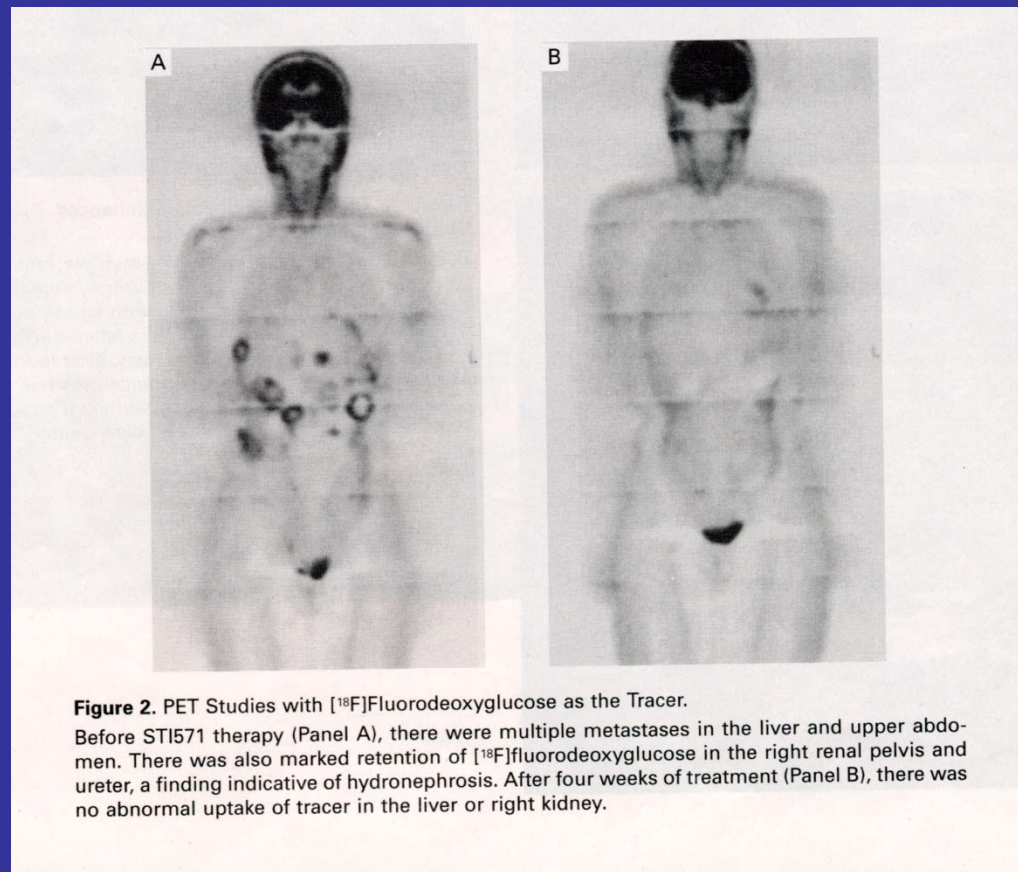 A
B
Figure 2. PET Studies with [¹⁸F]Fluorodeoxyglucose as the Tracer.
Before STI571 therapy (Panel A), there were multiple metastases in the liver and upper abdo-
men. There was also marked retention of [¹⁸F]fluorodeoxyglucose in the right renal pelvis and
ureter, a finding indicative of hydronephrosis. After four weeks of treatment (Panel B), there was
no abnormal uptake of tracer in the liver or right kidney.